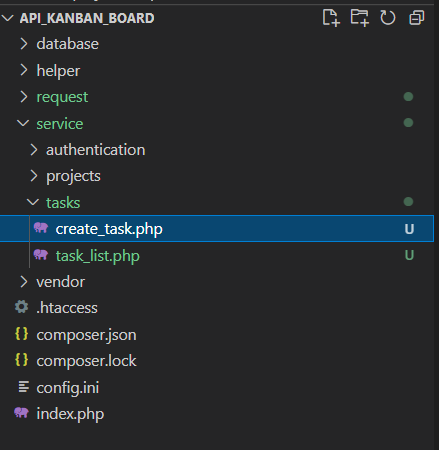 API_KANBAN_BOARD
database
helper
request
service
authentication
projects
tasks
create_task.php U
task_list.php U
vendor
.htaccess
{} composer.json
{} composer.lock
config.ini
index.php